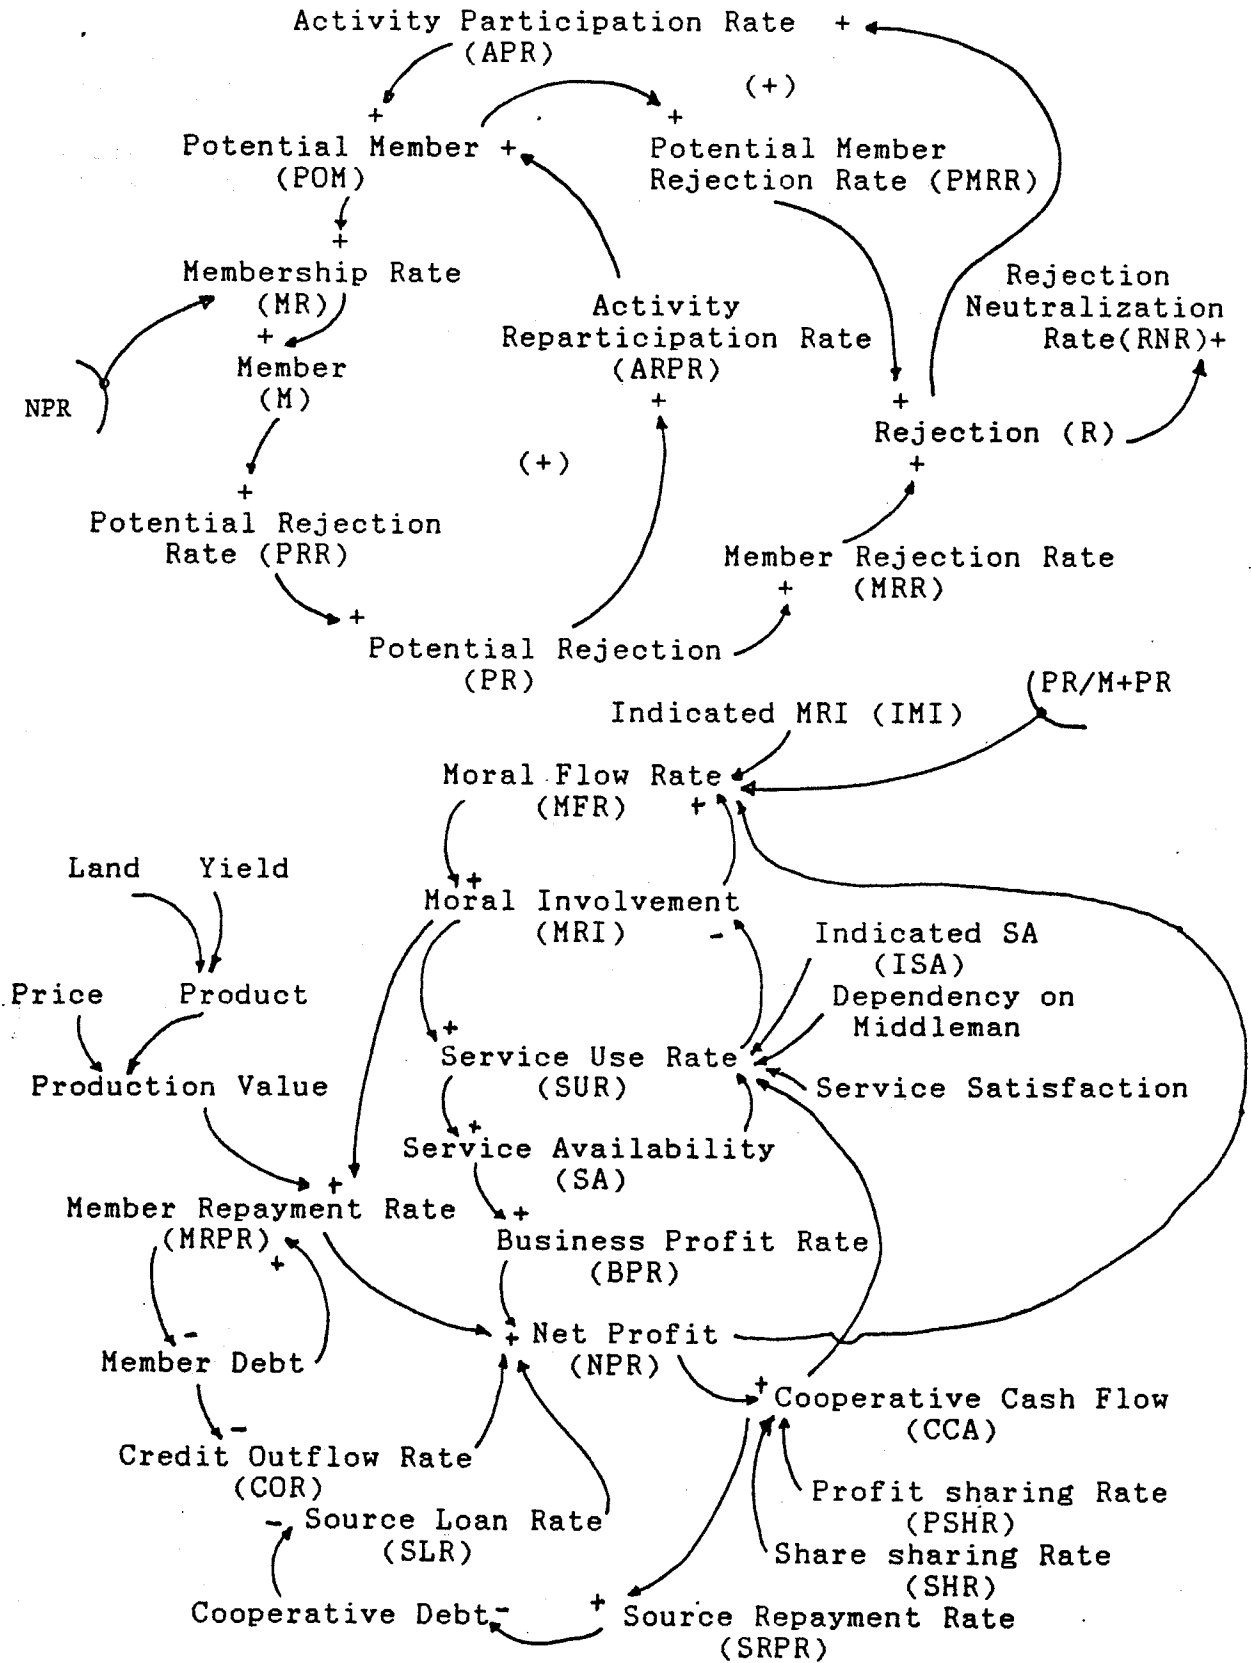 Activity Participation Rate +
(APR)
(+)
+
+
Potential Member +
(POM)
Potential Member
Rejection Rate (PMRR)
+
Membership Rate
(MR)
+
Member
(M)
NPR
Activity
Reparticipation Rate
(ARPR)
+
Rejection
Neutralization
Rate(RNR)+
+
Rejection (R)
+
(+)
+
Potential Rejection
Rate (PRR)
Member Rejection Rate
+ (MRR)
+
Potential Rejection
(PR)
(PR/M+PR
Indicated MRI (IMI)
Moral Flow Rate
(MFR) +
Land Yield
+
Moral Involvement
(MRI) -
Indicated SA
(ISA)
Dependency on
Middleman
Price Product
+
Service Use Rate
(SUR)
Production Value
Service Satisfaction
+
Service Availability
(SA)
+
Member Repayment Rate
(MRPR)
+
+
Business Profit Rate
(BPR)
-
Member Debt
+ Net Profit
(NPR)
+
Cooperative Cash Flow
(CCA)
-
Credit Outflow Rate
(COR)
Profit sharing Rate
(PSHR)
- Source Loan Rate
(SLR)
Share sharing Rate
(SHR)
Cooperative Debt -
+
Source Repayment Rate
(SRPR)